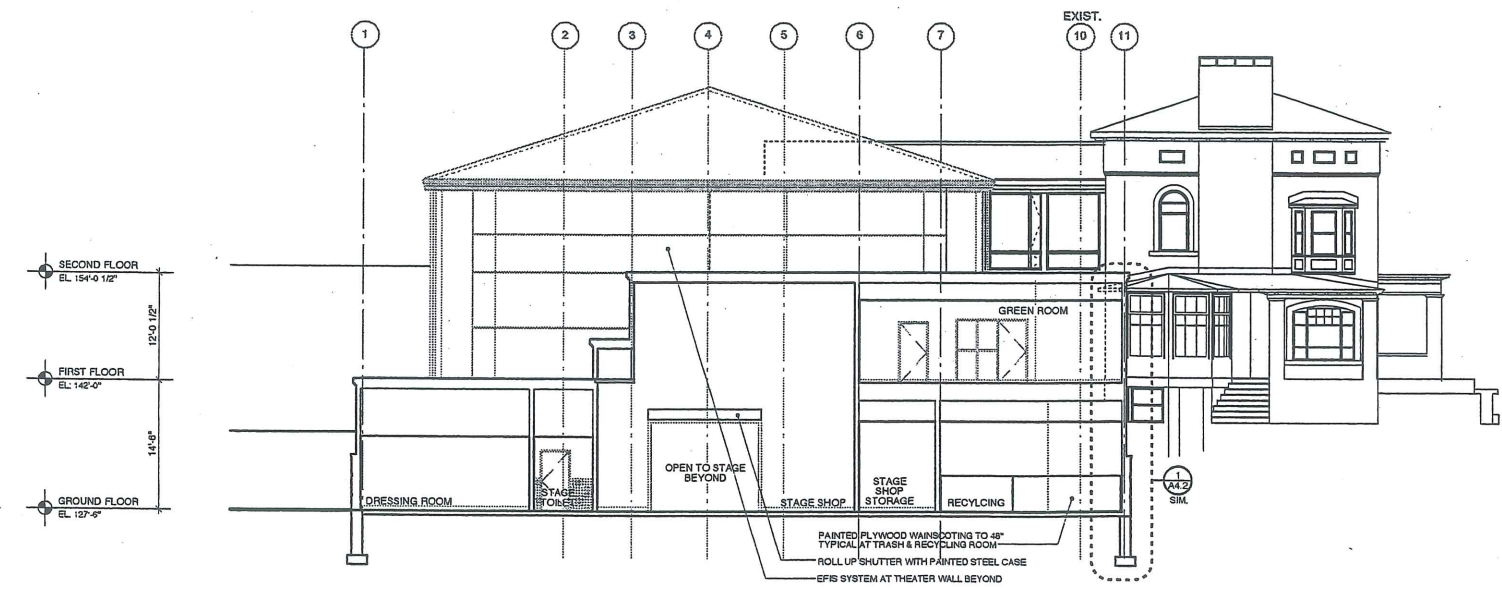 EXIST.
1 2 3 4 5 6 7 10 11
SECOND FLOOR
EL. 154'-0 1/2"
12'-0 1/2"
GREEN ROOM
FIRST FLOOR
EL. 142'-0"
14'-6"
OPEN TO STAGE
BEYOND
STAGE
SHOP
STORAGE
1
A4.2
SIM.
GROUND FLOOR
EL. 127'-6"
DRESSING ROOM
STAGE
TOILET
STAGE SHOP
RECYLCING
PAINTED PLYWOOD WAINSCOTING TO 48"
TYPICAL AT TRASH & RECYCLING ROOM
ROLL UP SHUTTER WITH PAINTED STEEL CASE
EFIS SYSTEM AT THEATER WALL BEYOND